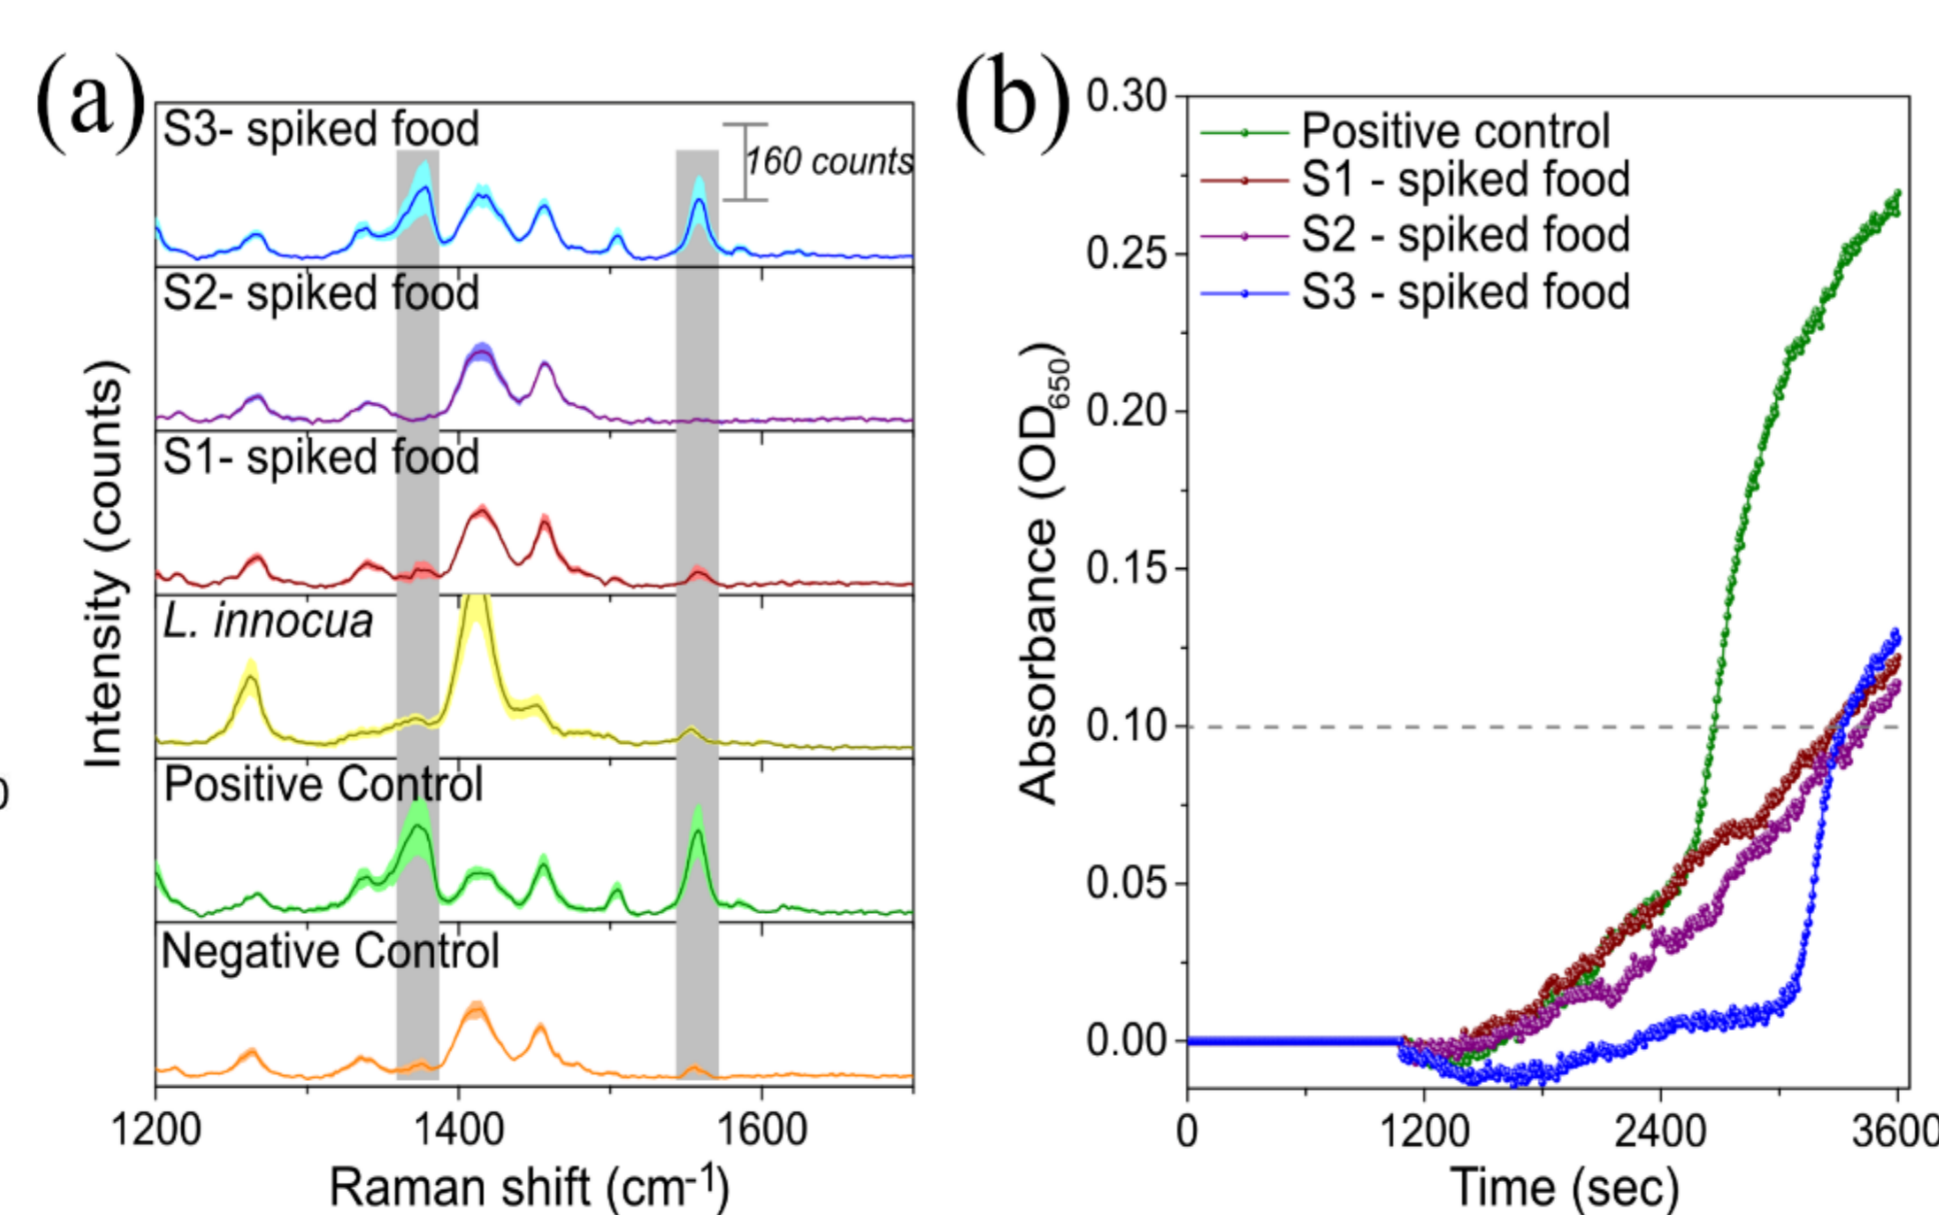 (a)
S3- spiked food
160 counts
S2- spiked food
S1- spiked food
L. innocua
Positive Control
Negative Control
Intensity (counts)
1200 1400 1600
Raman shift (cm-1)
(b)
Positive control
S1 - spiked food
S2 - spiked food
S3 - spiked food
0.30
0.25
0.20
0.15
0.10
0.05
0.00
Absorbance (OD650)
0 1200 2400 3600
Time (sec)